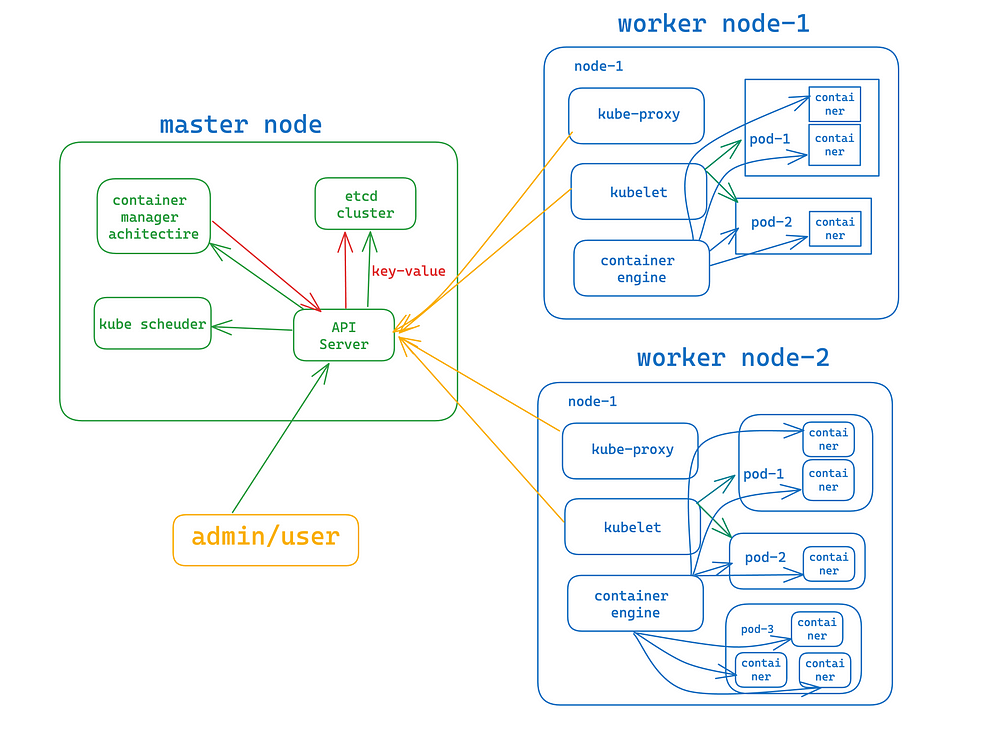 master node
container
manager
achitectire
etcd
cluster
key-value
kube scheuder
API
Server
admin/user
worker node-1
node-1
kube-proxy
kubelet
container
engine
pod-1
contai
ner
contai
ner
pod-2
contai
ner
worker node-2
node-1
kube-proxy
kubelet
container
engine
pod-1
contai
ner
contai
ner
pod-2
contai
ner
pod-3
contai
ner
contai
ner
contai
ner